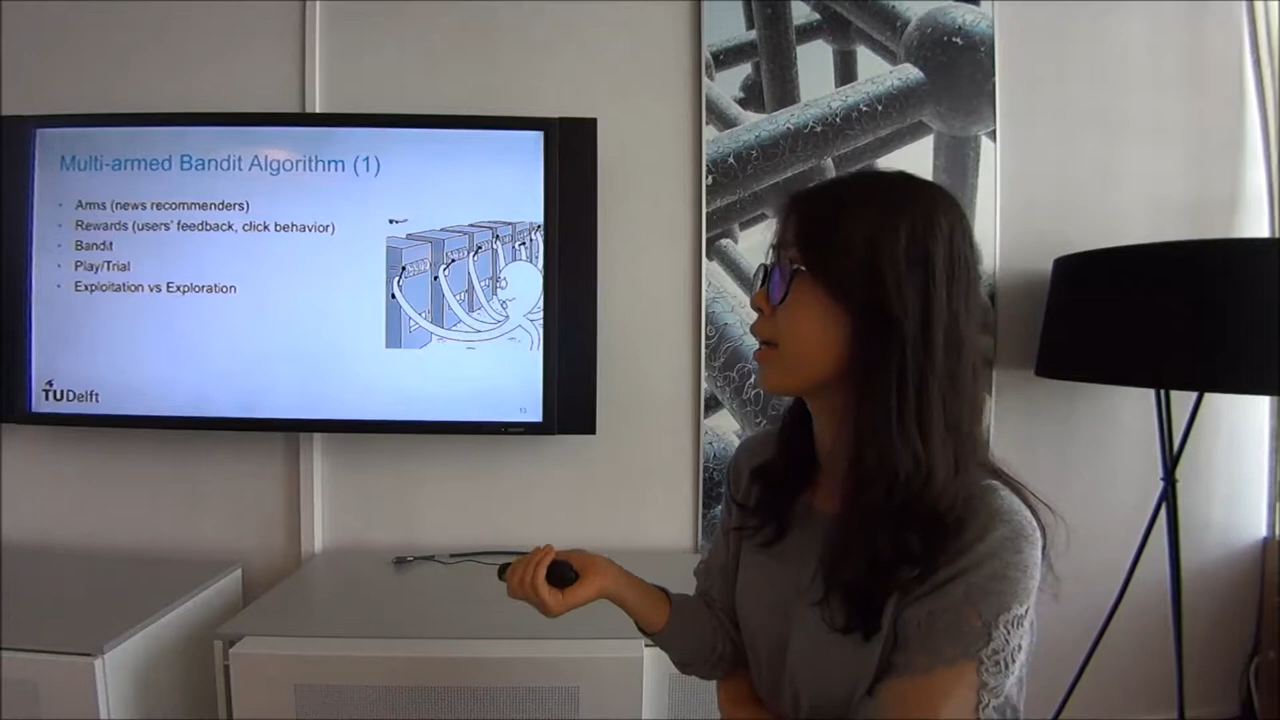 Multi-armed Bandit Algorithm (1)
• Arms (news recommenders)
• Rewards (users' feedback, click behavior)
• Bandit
• Play/Trial
• Exploitation vs Exploration
TUDelft
13